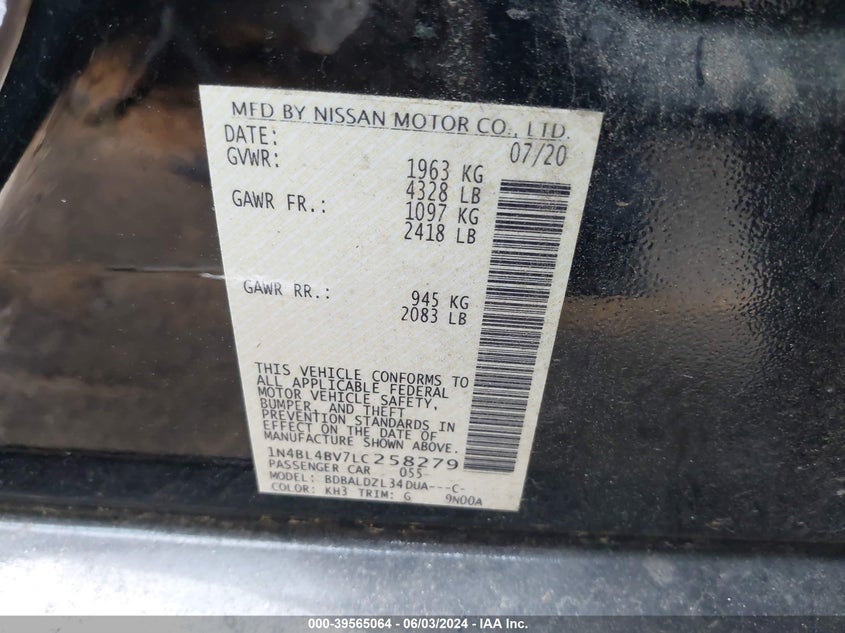 MFD BY NISSAN MOTOR CO., LTD.
DATE: 07/20
GVWR: 1963 KG
4328 LB
GAWR FR.: 1097 KG
2418 LB
GAWR RR.: 945 KG
2083 LB
THIS VEHICLE CONFORMS TO
ALL APPLICABLE FEDERAL
MOTOR VEHICLE SAFETY,
BUMPER, AND THEFT
PREVENTION STANDARDS IN
EFFECT ON THE DATE OF
MANUFACTURE SHOWN ABOVE.
1N4BL4BV7LC258279
PASSENGER CAR 055
MODEL: BDBALDZL34DUA---C-
COLOR: KH3 TRIM: G 9N00A
000-39565064 - 06/03/2024 - IAA Inc.